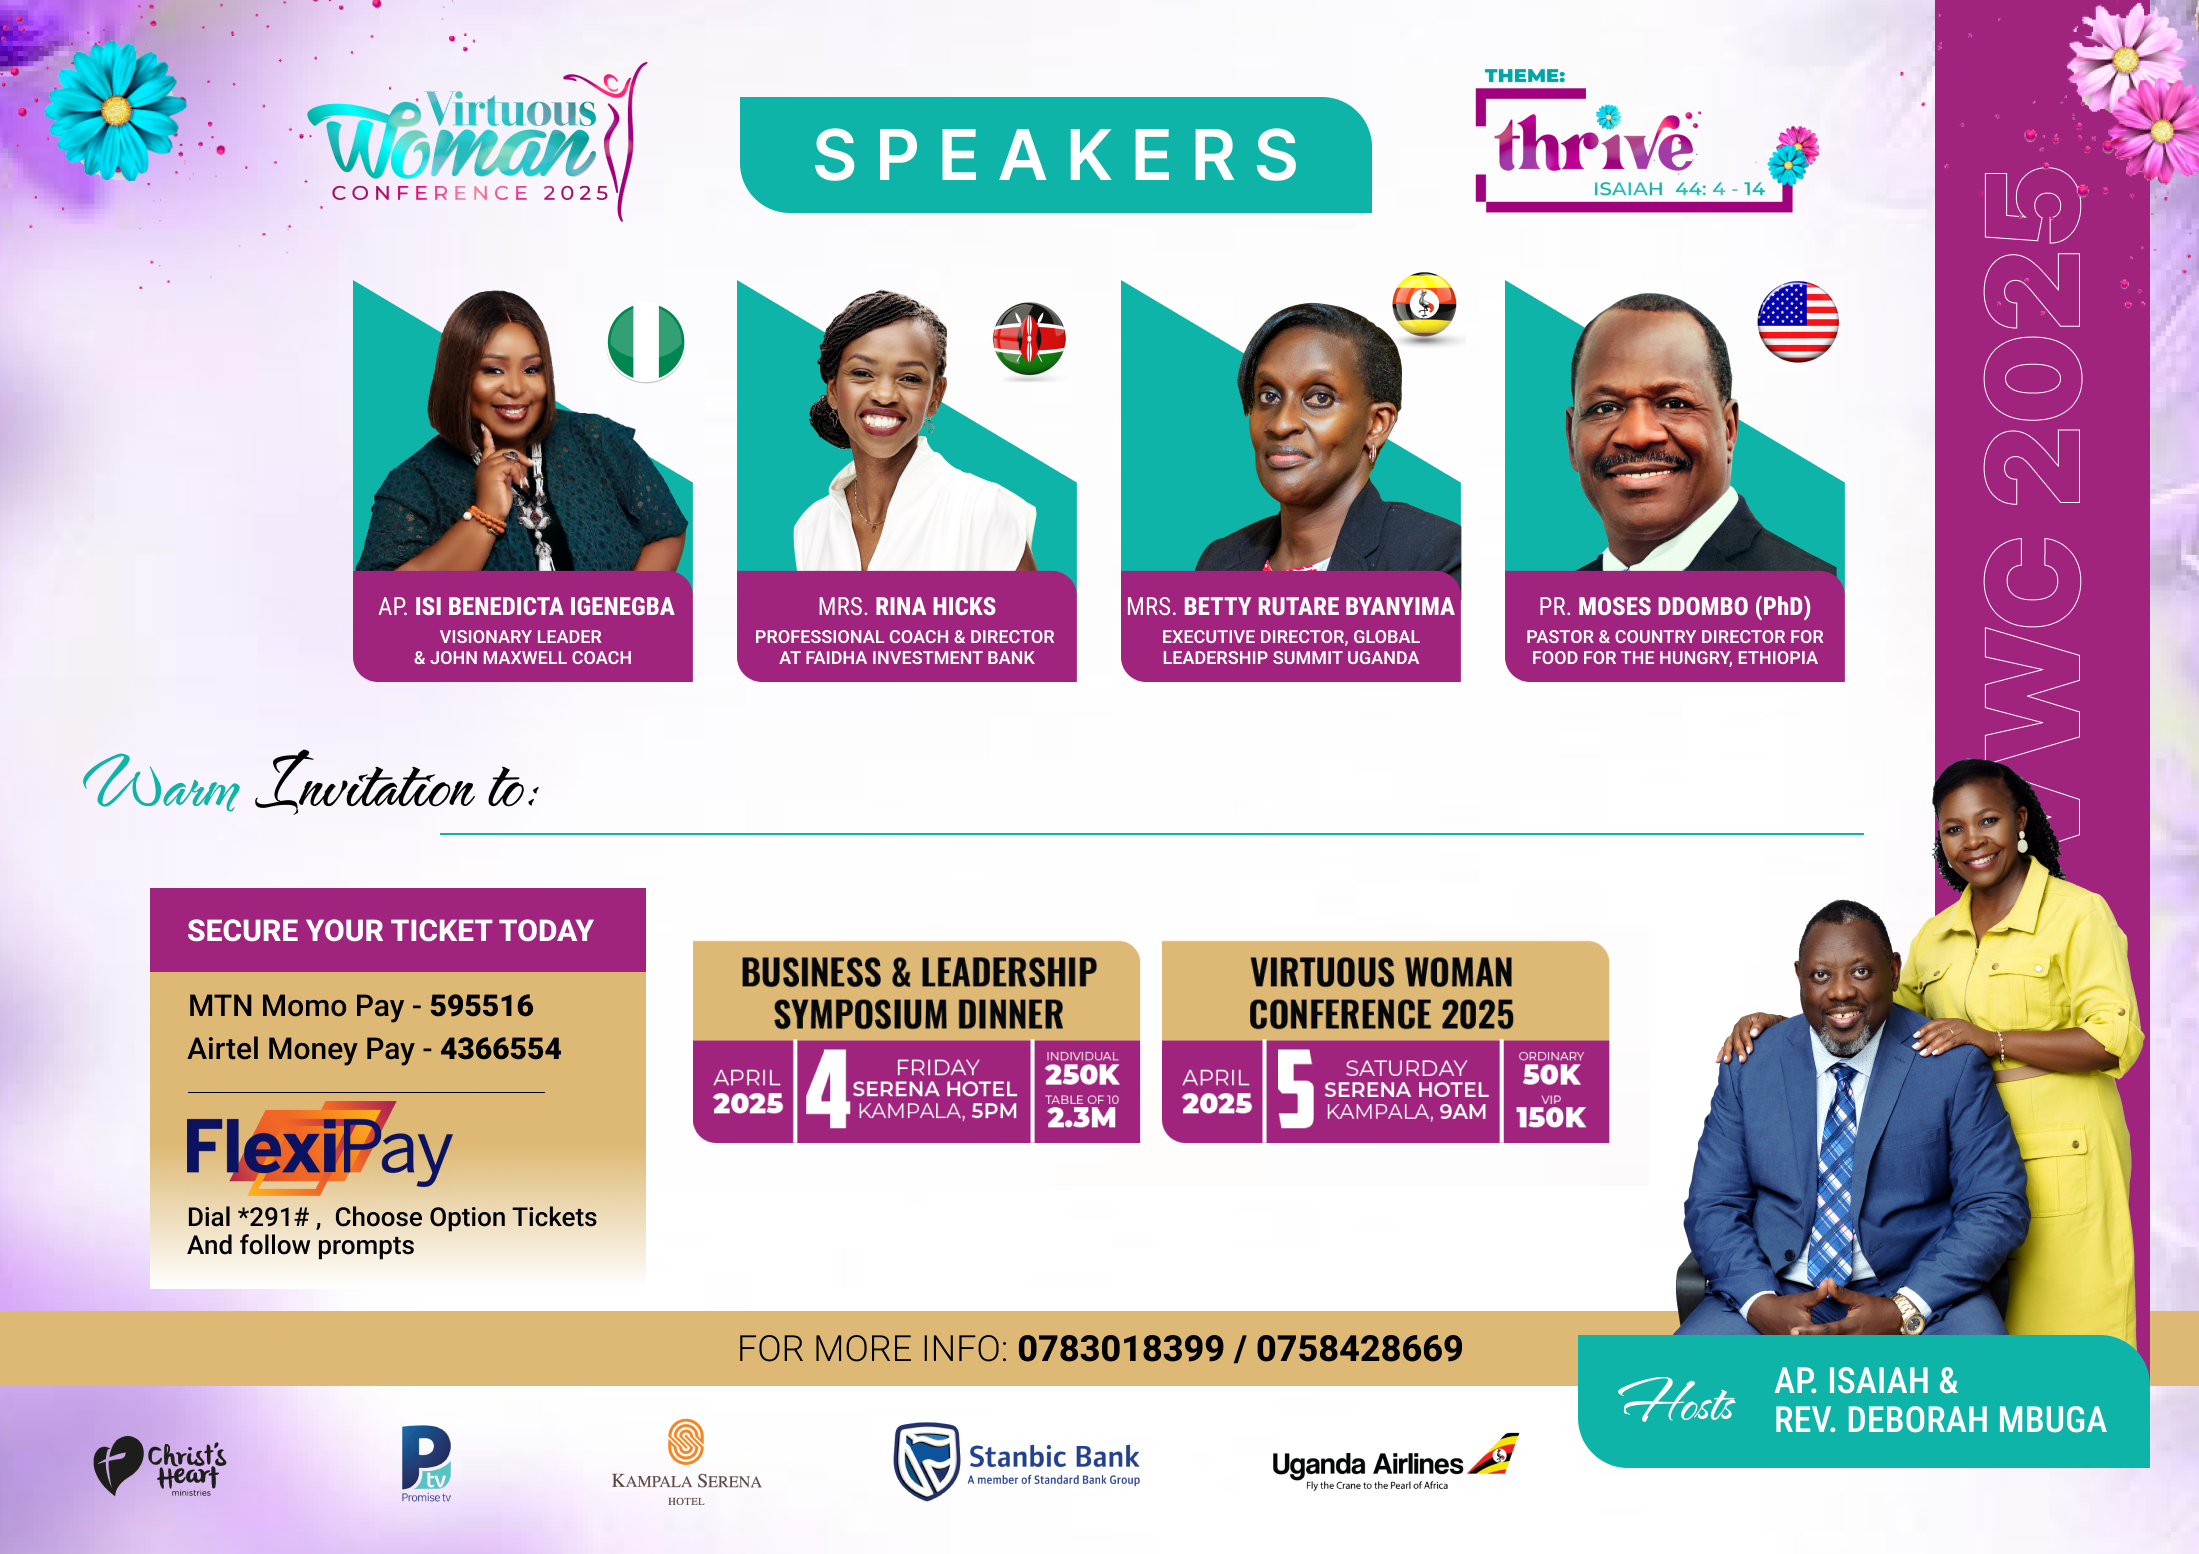 Virtuous
Woman
CONFERENCE 2025
SPEAKERS
THEME:
thrive
ISAIAH 44: 4 - 14
VWC 2025
AP. ISI BENEDICTA IGENEGBA
VISIONARY LEADER
& JOHN MAXWELL COACH
MRS. RINA HICKS
PROFESSIONAL COACH & DIRECTOR
AT FAIDHA INVESTMENT BANK
MRS. BETTY RUTARE BYANYIMA
EXECUTIVE DIRECTOR, GLOBAL
LEADERSHIP SUMMIT UGANDA
PR. MOSES DDOMBO (PhD)
PASTOR & COUNTRY DIRECTOR FOR
FOOD FOR THE HUNGRY, ETHIOPIA
Warm Invitation to:
SECURE YOUR TICKET TODAY
MTN Momo Pay - 595516
Airtel Money Pay - 4366554
FlexiPay
Dial *291# , Choose Option Tickets
And follow prompts
BUSINESS & LEADERSHIP
SYMPOSIUM DINNER
APRIL
2025
4
FRIDAY
SERENA HOTEL
KAMPALA, 5PM
INDIVIDUAL
250K
TABLE OF 10
2.3M
VIRTUOUS WOMAN
CONFERENCE 2025
APRIL
2025
5
SATURDAY
SERENA HOTEL
KAMPALA, 9AM
ORDINARY
50K
VIP
150K
FOR MORE INFO: 0783018399 / 0758428669
Hosts
AP. ISAIAH &
REV. DEBORAH MBUGA
Christ's
Heart
ministries
P
tv
Promise tv
KAMPALA SERENA
HOTEL
Stanbic Bank
A member of Standard Bank Group
Uganda Airlines
Fly the Crane to the Pearl of Africa